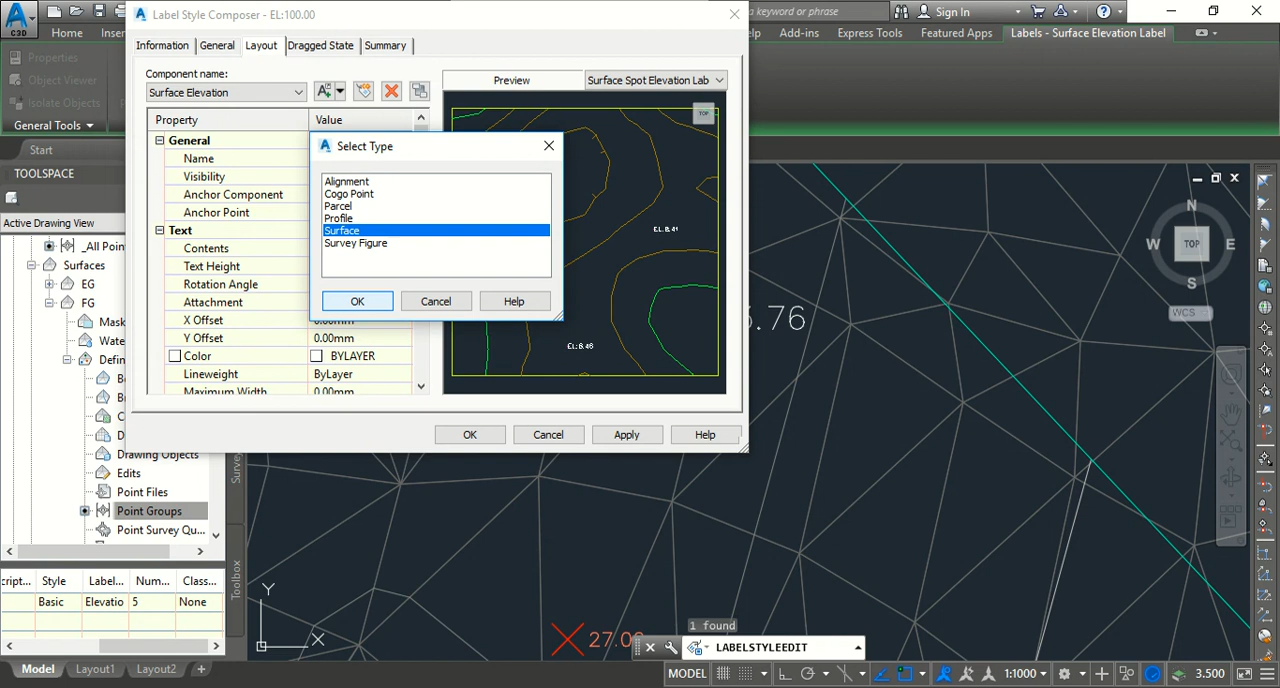 Label Style Composer - EL:100.00
keyword or phrase
Sign In
C3D
Home
Inser
elp
Add-ins
Express Tools
Featured Apps
Labels - Surface Elevation Label
Properties
Object Viewer
Isolate Objects
General Tools
Start
TOOLSPACE
Active Drawing View
_All Poin
Surfaces
EG
FG
Mask
Wate
Defin
Drawing Objects
Edits
Point Files
Point Groups
Point Survey Qu...
cript...
Style
Label...
Num...
Class...
Basic
Elevatio
5
None
Surve
Toolbox
Information
General
Layout
Dragged State
Summary
Component name:
Surface Elevation
Preview
Surface Spot Elevation Lab
Property
Value
General
Name
Visibility
Anchor Component
Anchor Point
Text
Contents
Text Height
Rotation Angle
Attachment
X Offset
0.00mm
Y Offset
0.00mm
Color
BYLAYER
Lineweight
ByLayer
Maximum Width
0.00mm
TOP
EL:8.41
EL:8.46
Select Type
Alignment
Cogo Point
Parcel
Profile
Surface
Survey Figure
OK
Cancel
Help
OK
Cancel
Apply
Help
5.76
N
W
TOP
E
S
WCS
Y
X
27.0
1 found
LABELSTYLEEDIT
Model
Layout1
Layout2
+
MODEL
1:1000
3.500